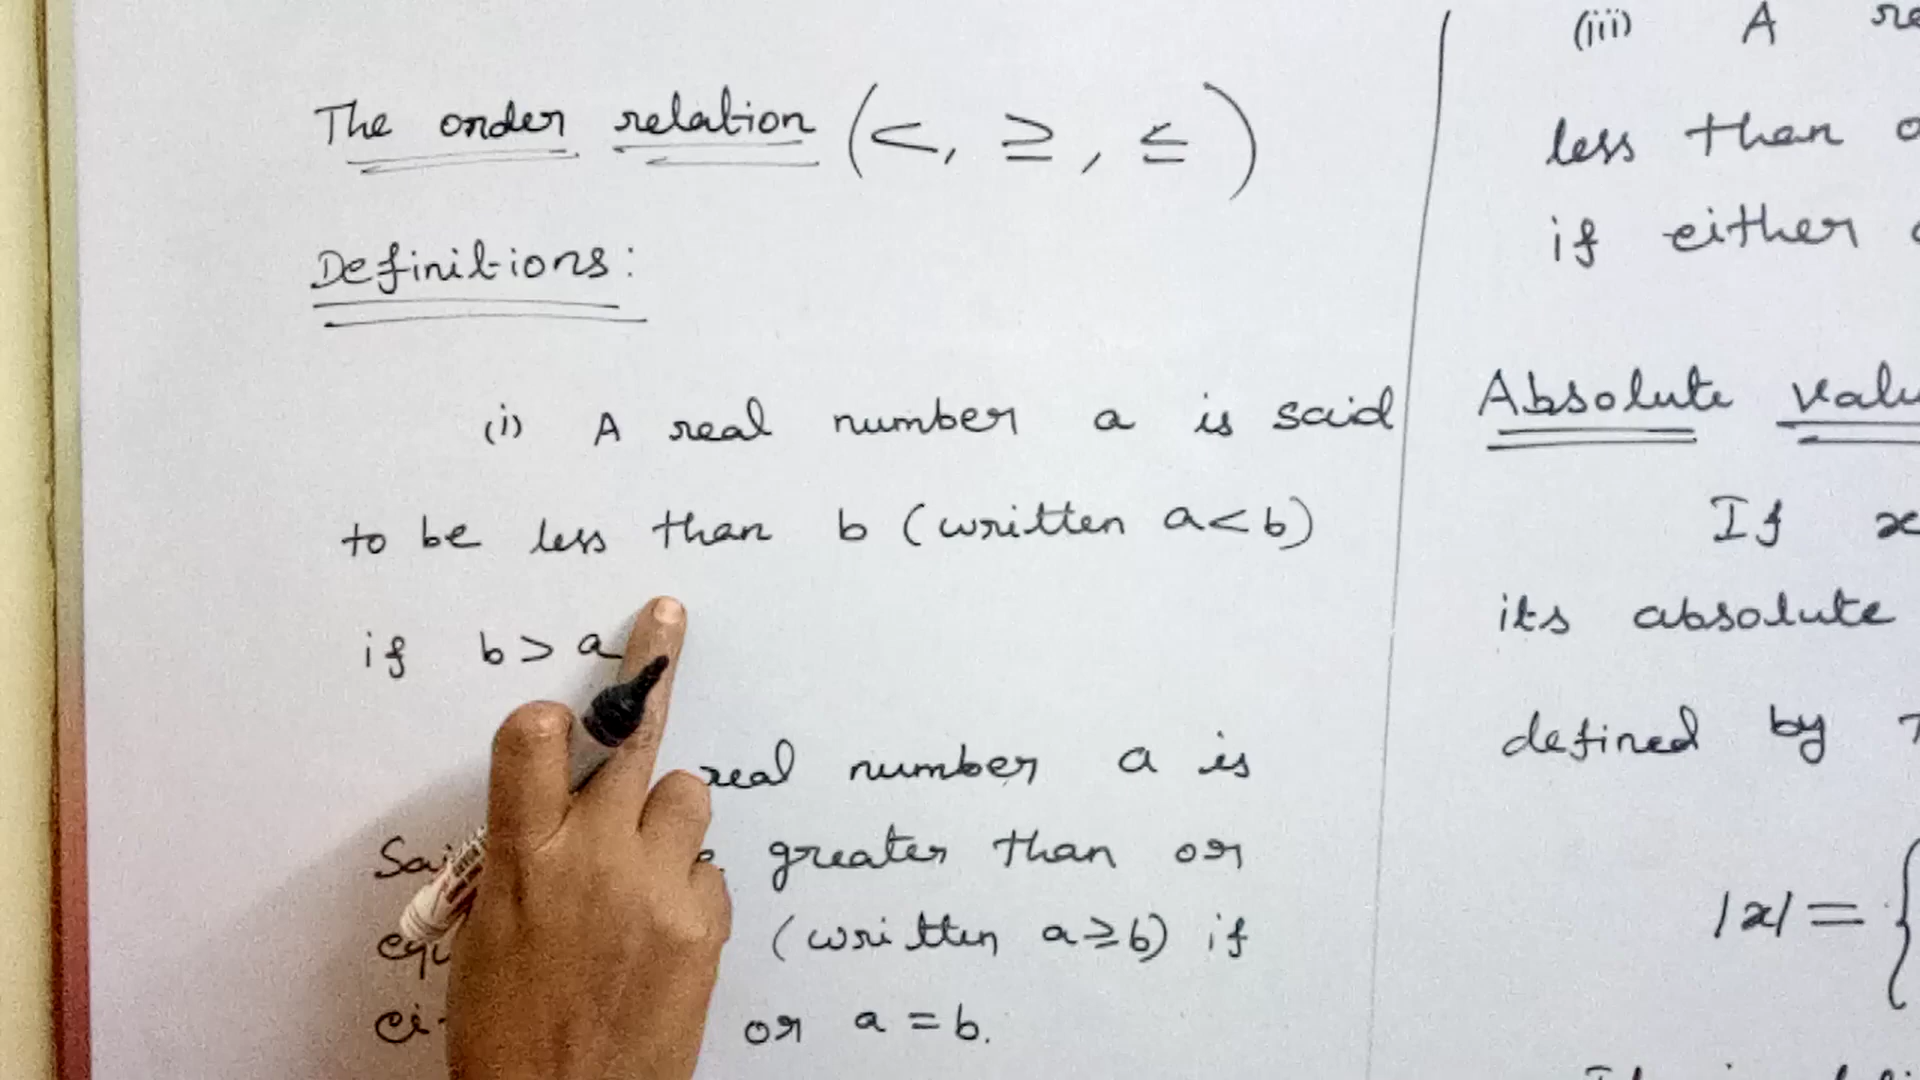 The order relation (<, ≥, ≤)
Definitions:
(i) A real number a is said
to be less than b (written a<b)
if b> a
real number a is
greater than or
(written a≥b) if
or a = b.
(iii) A
less than
if either
Absolute
If x
its absolute
defined by
|x| = {